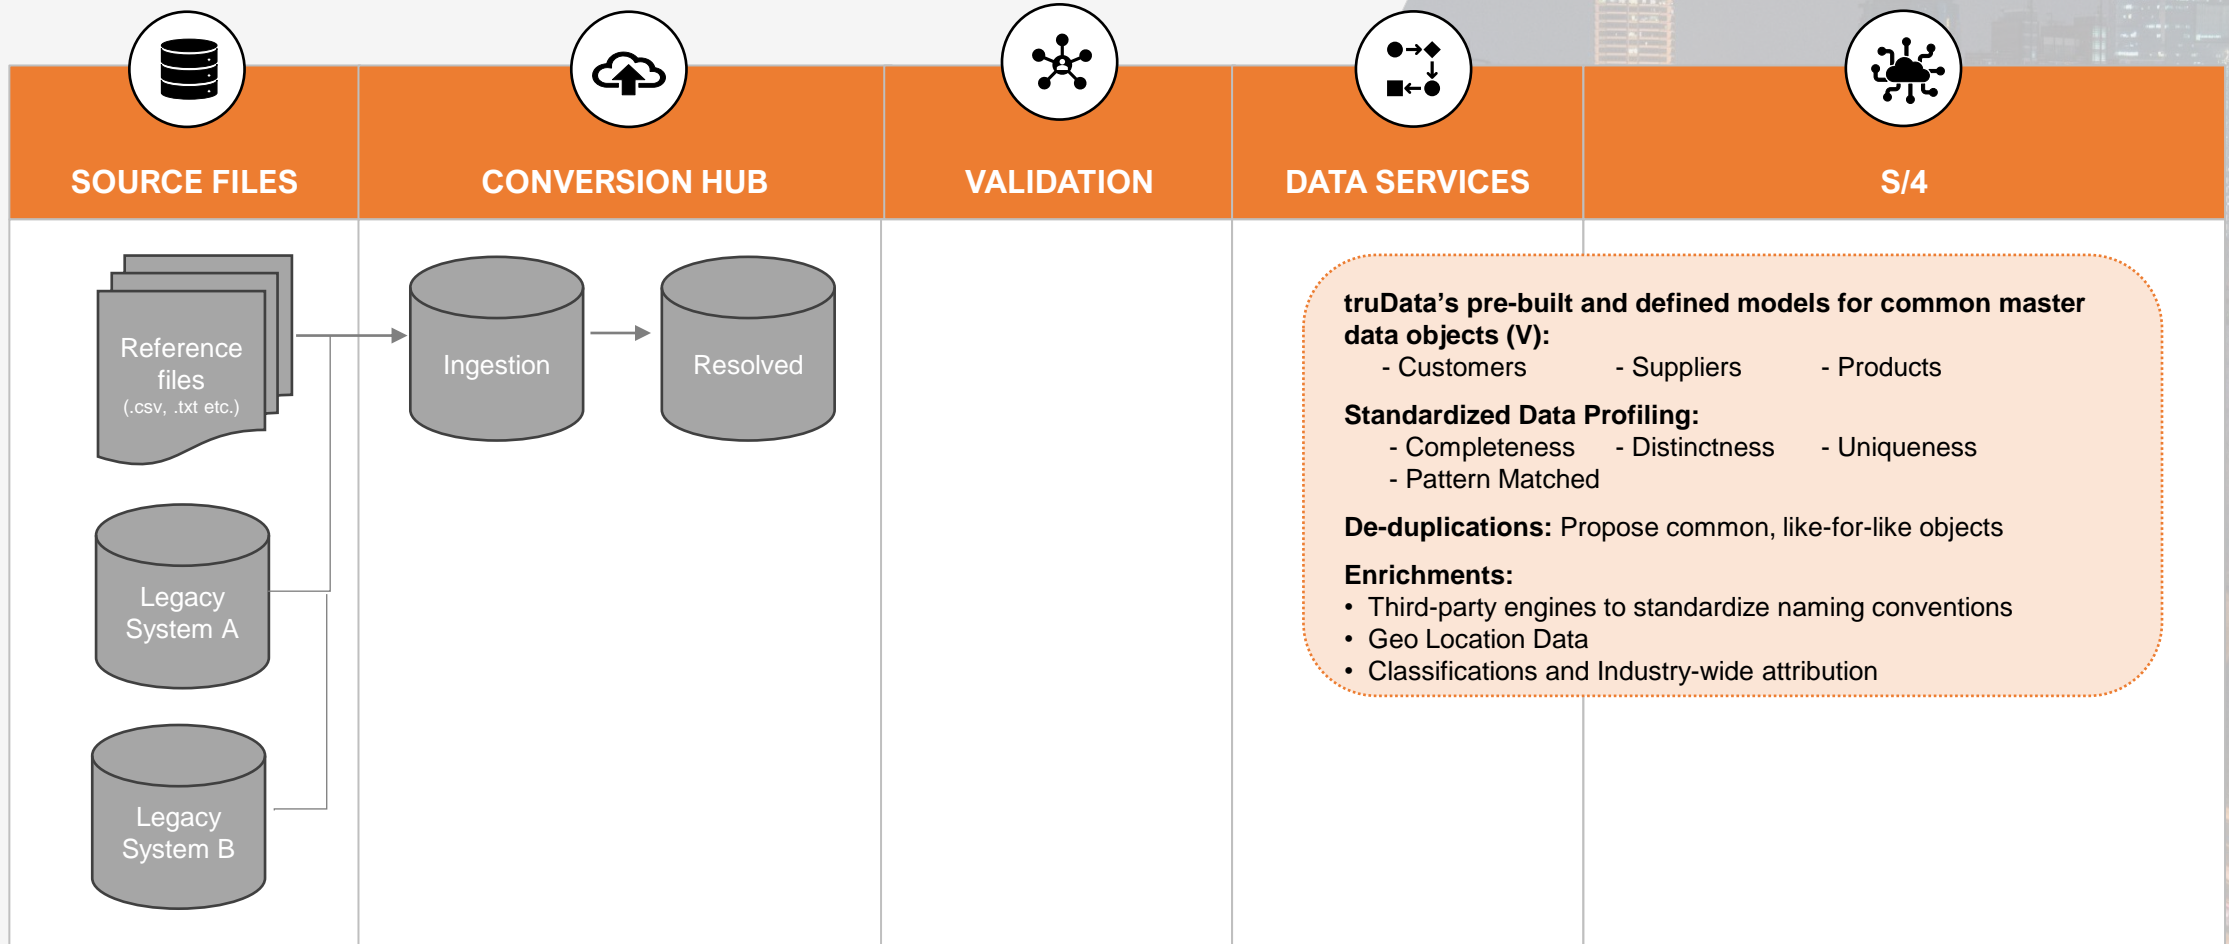 SOURCE FILES
CONVERSION HUB
VALIDATION
DATA SERVICES
S/4
Reference
files
(.csv, .txt etc.)
Legacy
System A
Legacy
System B
Ingestion
Resolved
truData’s pre-built and defined models for common master
data objects (V):
- Customers - Suppliers - Products
Standardized Data Profiling:
- Completeness - Distinctness - Uniqueness
- Pattern Matched
De-duplications: Propose common, like-for-like objects
Enrichments:
• Third-party engines to standardize naming conventions
• Geo Location Data
• Classifications and Industry-wide attribution